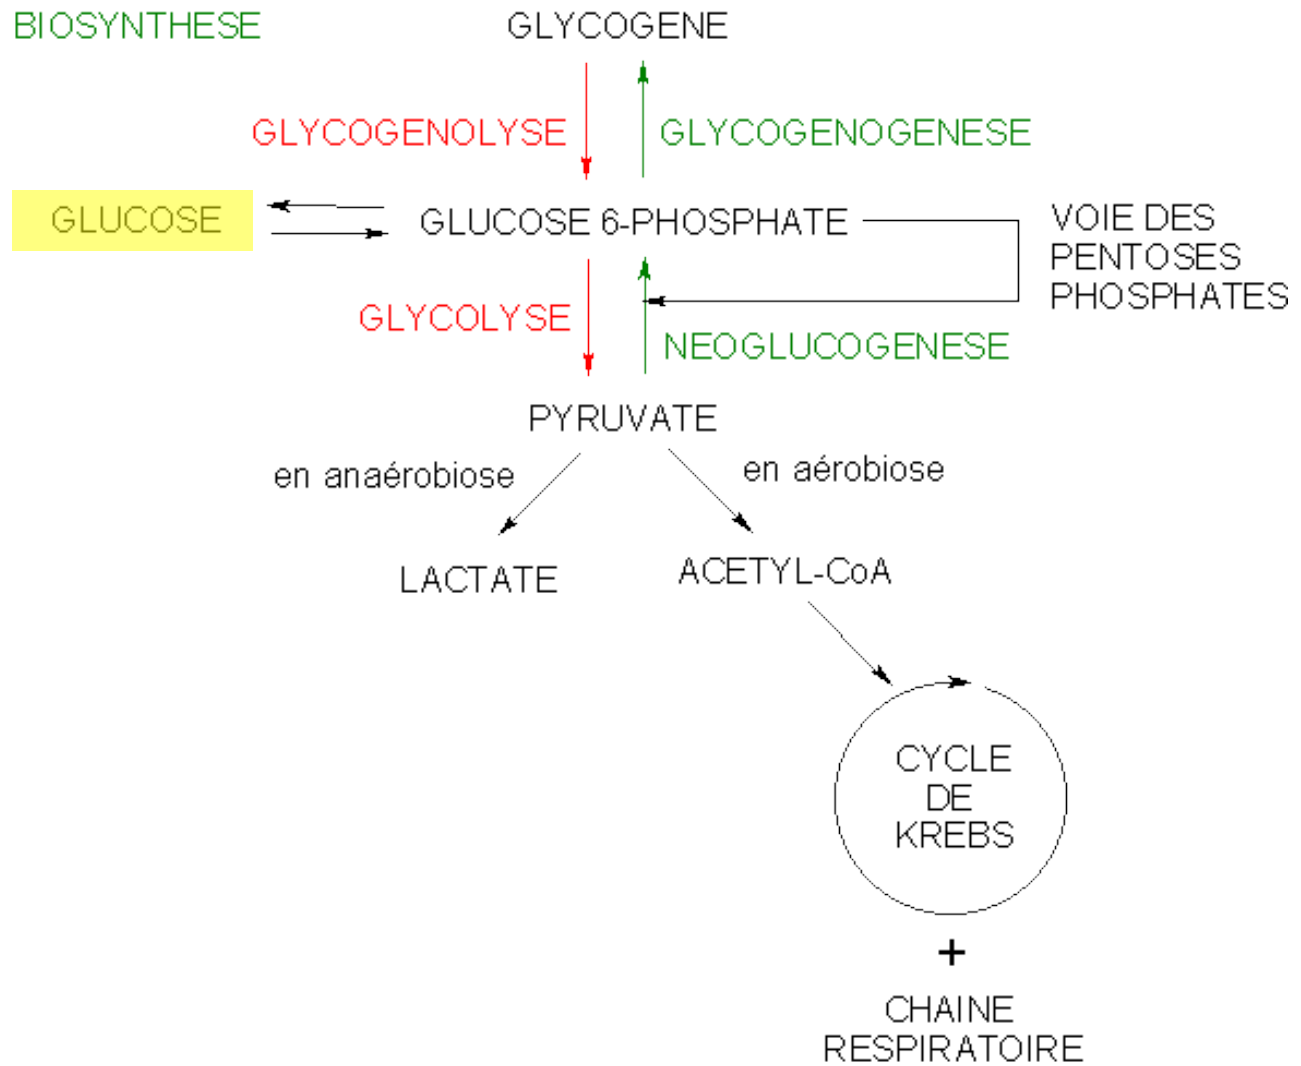 BIOSYNTHESE
GLYCOGENE
GLYCOGENOLYSE
GLYCOGENOGENESE
GLUCOSE
GLUCOSE 6-PHOSPHATE
VOIE DES
PENTOSES
PHOSPHATES
GLYCOLYSE
NEOGLUCOGENESE
PYRUVATE
en anaérobiose
en aérobiose
LACTATE
ACETYL-CoA
CYCLE
DE
KREBS
+
CHAINE
RESPIRATOIRE